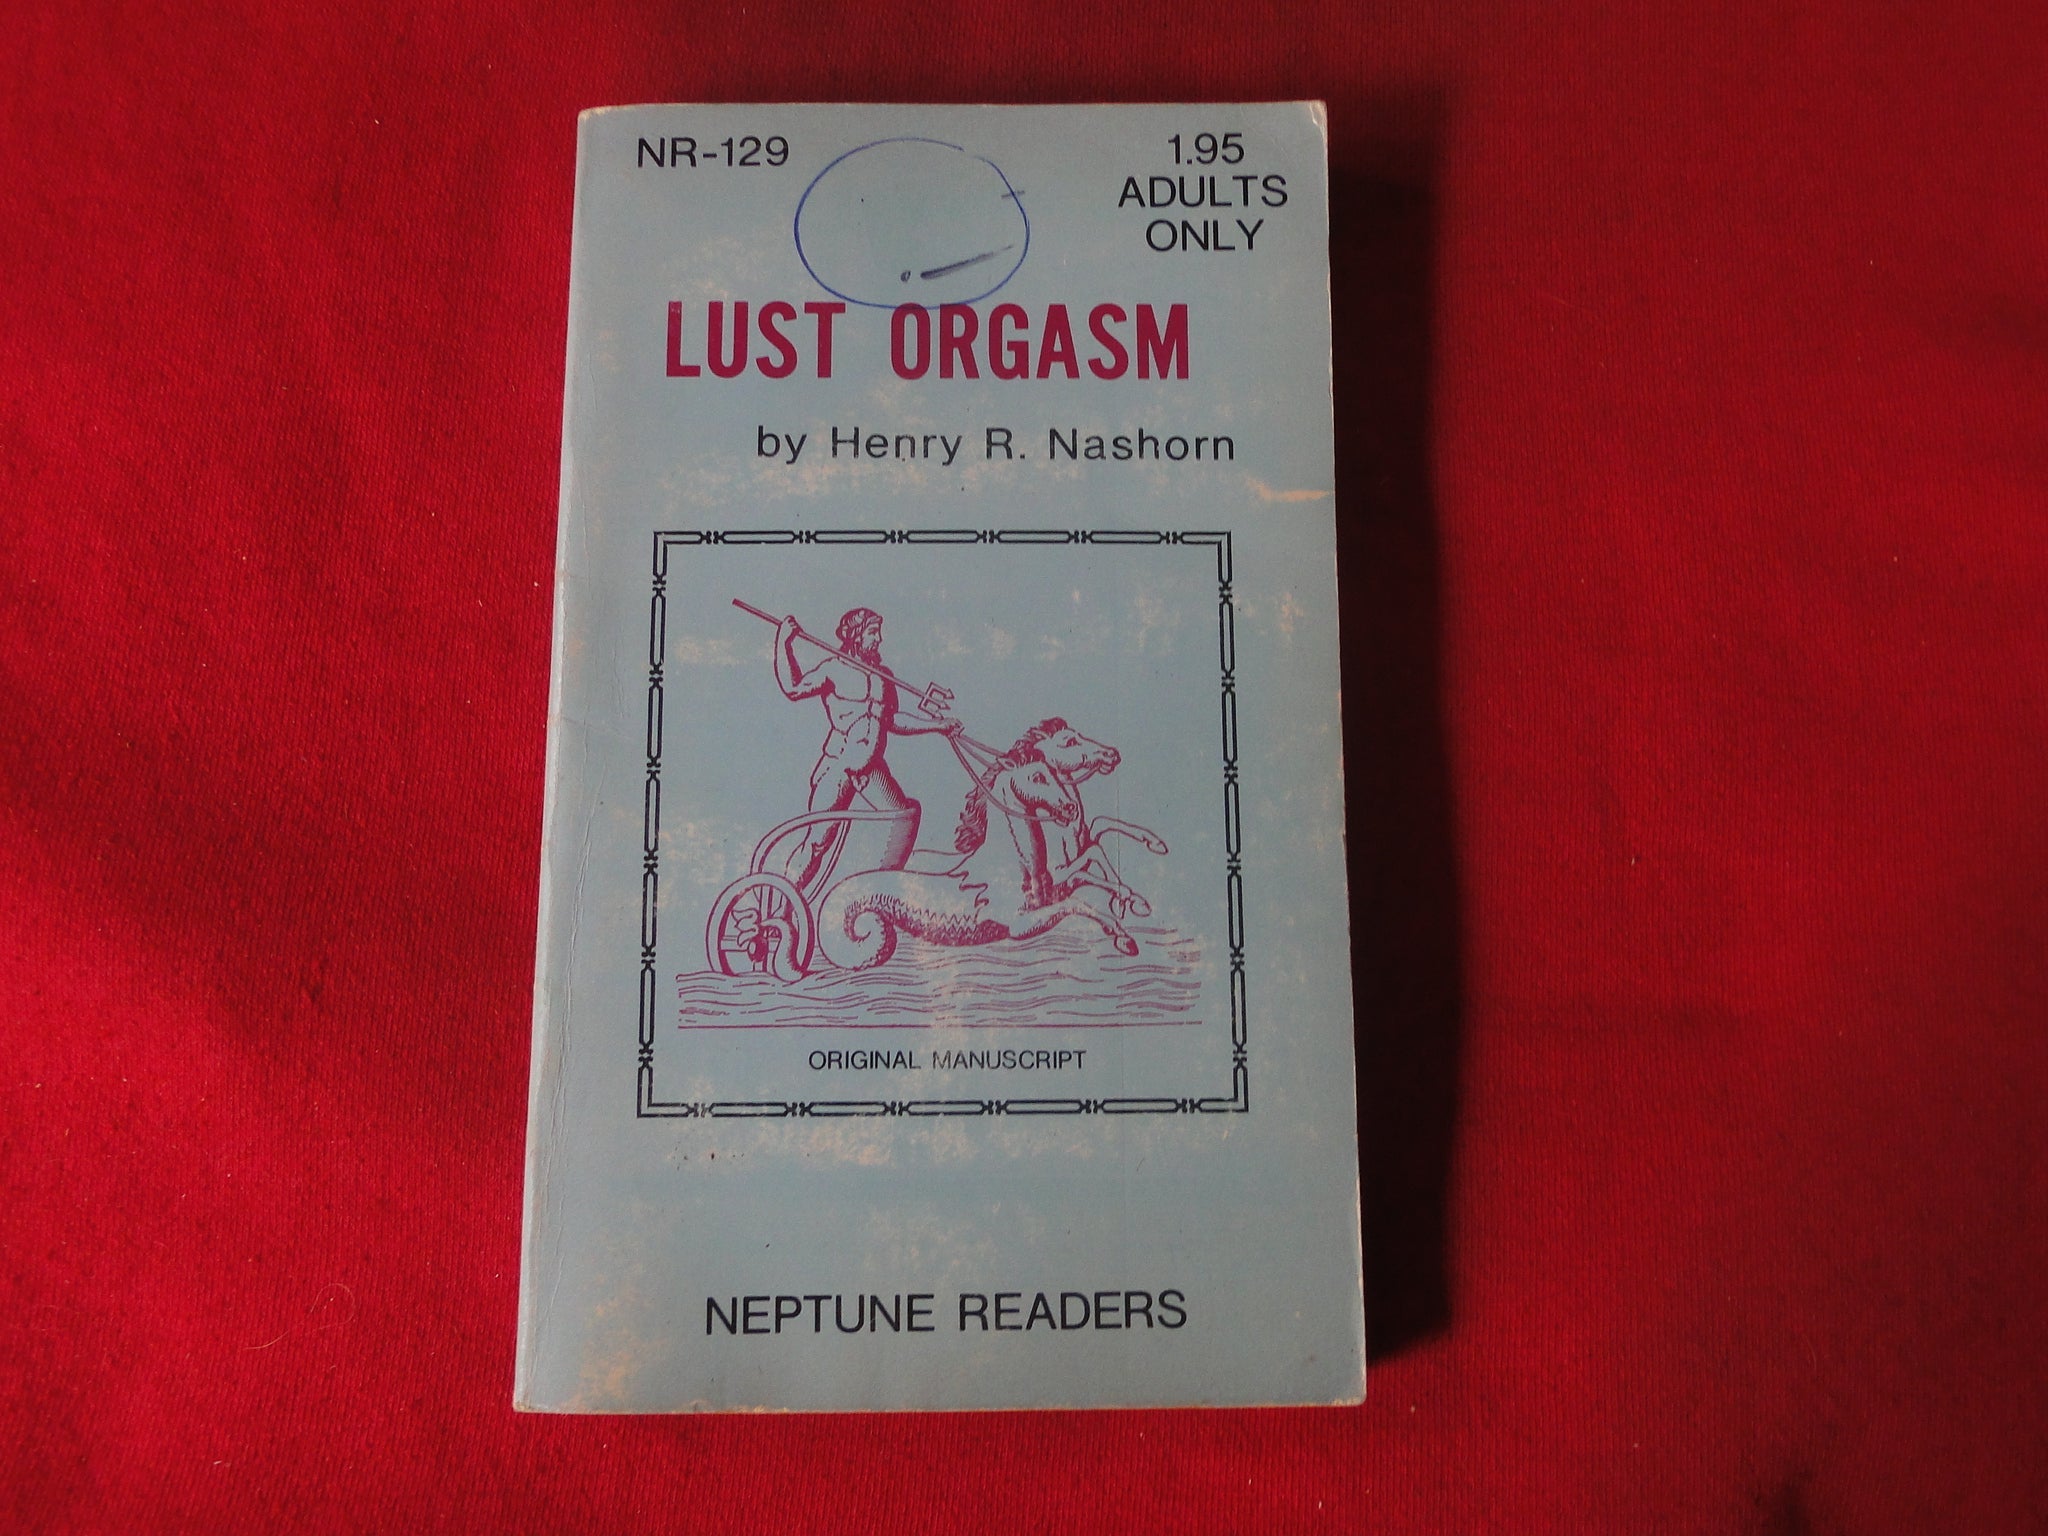 NR-129
1.95
ADULTS
ONLY
LUST ORGASM
by Henry R. Nashorn
ORIGINAL MANUSCRIPT
NEPTUNE READERS